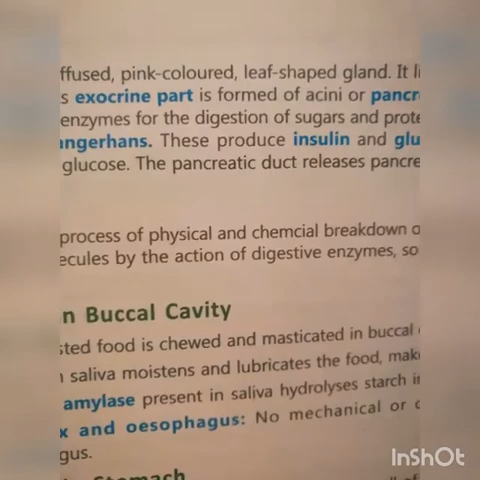 ffused, pink-coloured, leaf-shaped gland. It li
s exocrine part is formed of acini or pancr
enzymes for the digestion of sugars and prote
angerhans. These produce insulin and glu
glucose. The pancreatic duct releases pancre
process of physical and chemcial breakdown o
ecules by the action of digestive enzymes, so
n Buccal Cavity
sted food is chewed and masticated in buccal
saliva moistens and lubricates the food, mak
amylase present in saliva hydrolyses starch i
x and oesophagus: No mechanical or c
gus.
Stomach
InShOt